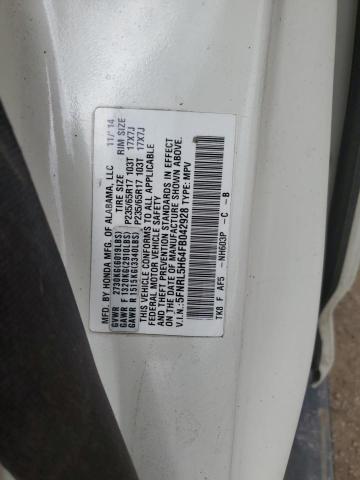 MFD. BY HONDA MFG. OF ALABAMA, LLC 11/'14
TIRE SIZE RIM SIZE
GVWR 2730KG(6019LBS)
GAWR F 1320KG(2910LBS) P235/65R17 103T 17X7J
GAWR R 1515KG(3340LBS) P235/65R17 103T 17X7J
THIS VEHICLE CONFORMS TO ALL APPLICABLE
FEDERAL MOTOR VEHICLE SAFETY
AND THEFT PREVENTION STANDARDS IN EFFECT
ON THE DATE OF MANUFACTURE SHOWN ABOVE.
V.I.N.:5FNRL5H64FB042928 TYPE: MPV
TK8 F AF5 -NH603P -C -B